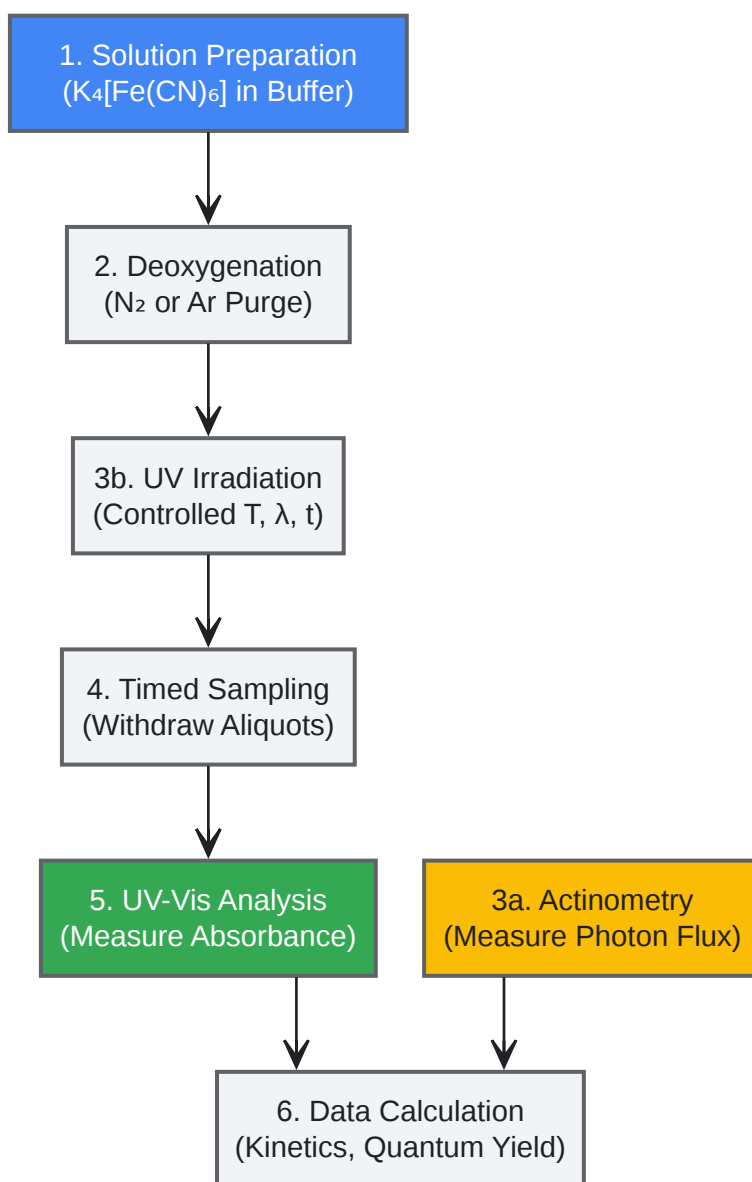 1. Solution Preparation
(K₄[Fe(CN)₆] in Buffer)
2. Deoxygenation
(N₂ or Ar Purge)
3b. UV Irradiation
(Controlled T, λ, t)
4. Timed Sampling
(Withdraw Aliquots)
5. UV-Vis Analysis
(Measure Absorbance)
3a. Actinometry
(Measure Photon Flux)
6. Data Calculation
(Kinetics, Quantum Yield)